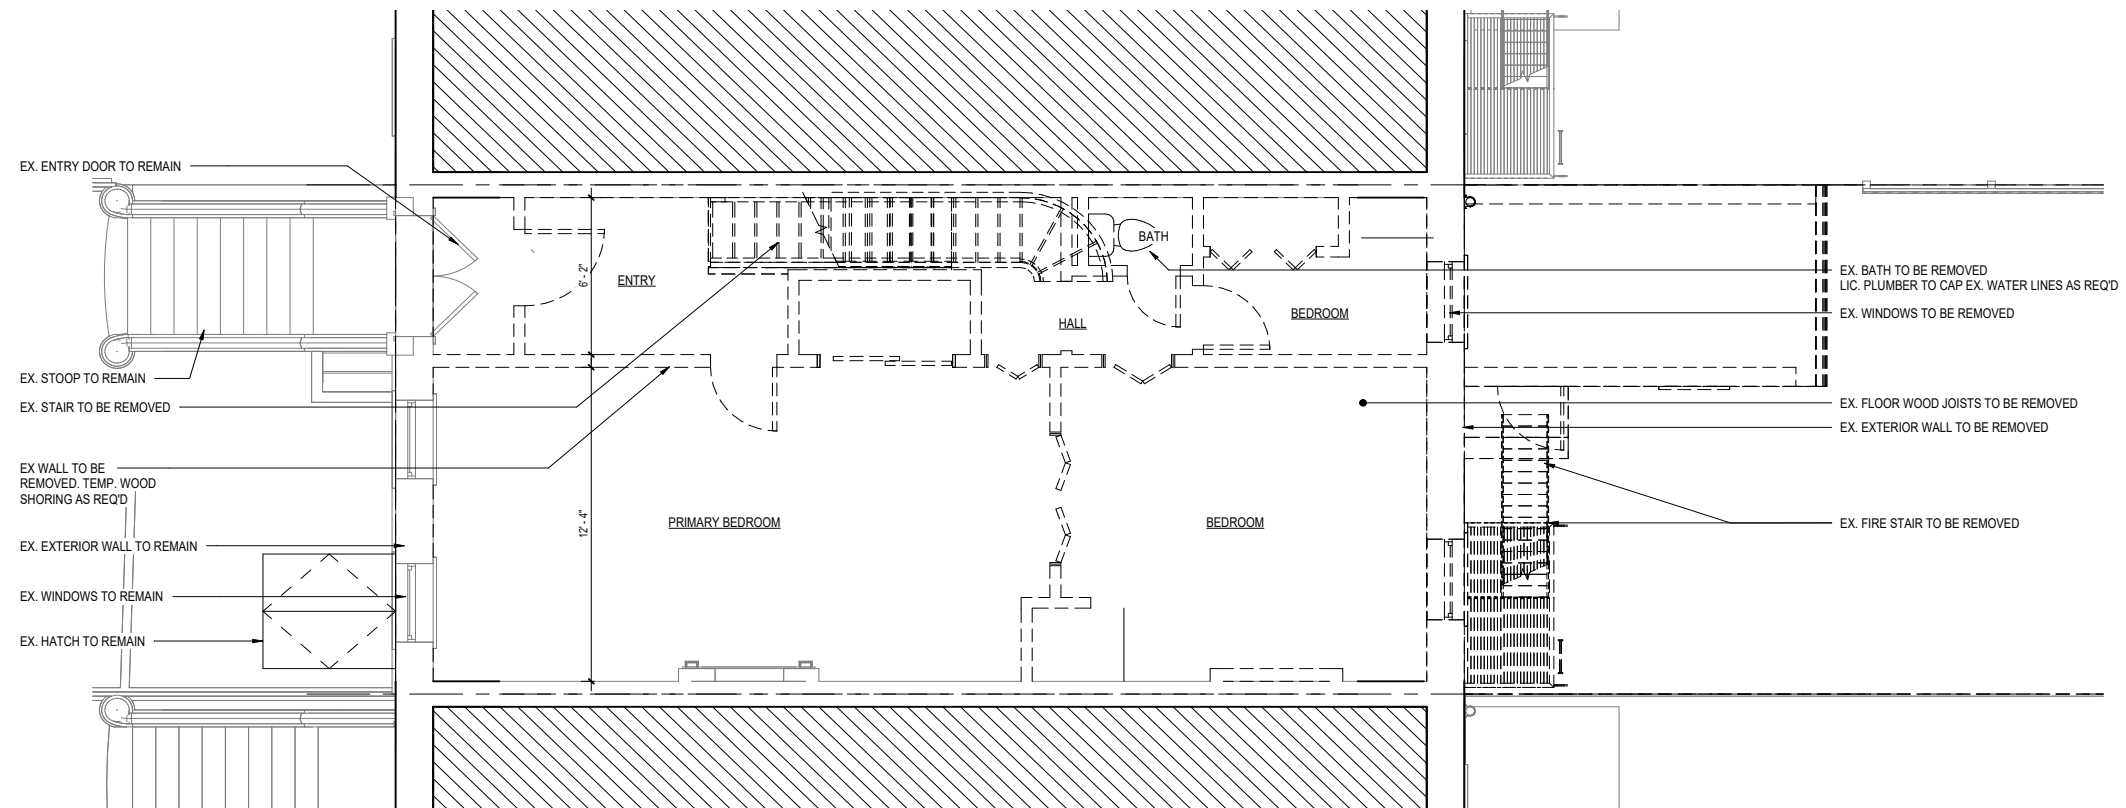 EX. ENTRY DOOR TO REMAIN
EX. STOOP TO REMAIN
EX. STAIR TO BE REMOVED
EX WALL TO BE
REMOVED. TEMP. WOOD
SHORING AS REQ'D
EX. EXTERIOR WALL TO REMAIN
EX. WINDOWS TO REMAIN
EX. HATCH TO REMAIN
6' - 2"
ENTRY
BATH
HALL
BEDROOM
12' - 4"
PRIMARY BEDROOM
BEDROOM
EX. BATH TO BE REMOVED
LIC. PLUMBER TO CAP EX. WATER LINES AS REQ'D
EX. WINDOWS TO BE REMOVED
EX. FLOOR WOOD JOISTS TO BE REMOVED
EX. EXTERIOR WALL TO BE REMOVED
EX. FIRE STAIR TO BE REMOVED